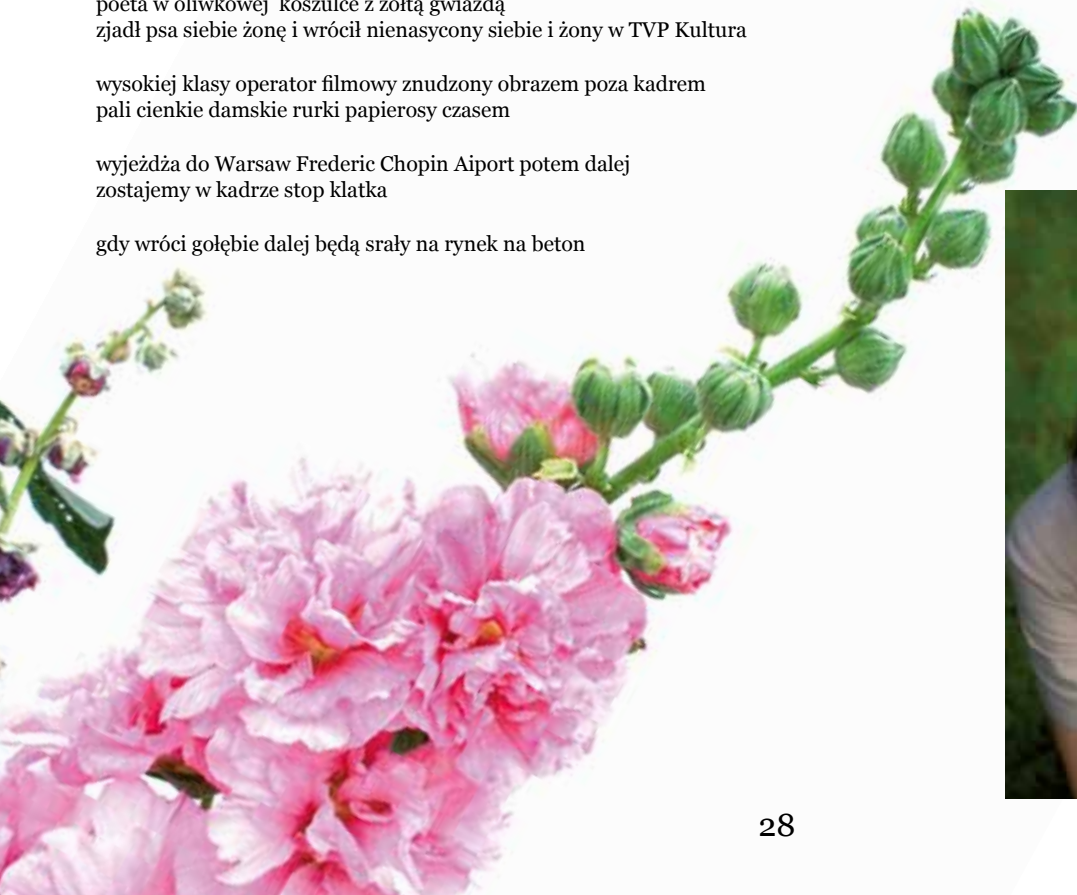 poeta w oliwkowej  koszulce z żółtą gwiazdą
zjadł psa siebie żonę i wrócił nienasycony siebie i żony w TVP Kultura
wysokiej klasy operator filmowy znudzony obrazem poza kadrem
pali cienkie damskie rurki papierosy czasem
wyjeżdża do Warsaw Frederic Chopin Aiport potem dalej
zostajemy w kadrze stop klatka
gdy wróci gołębie dalej będą srały na rynek na beton
28